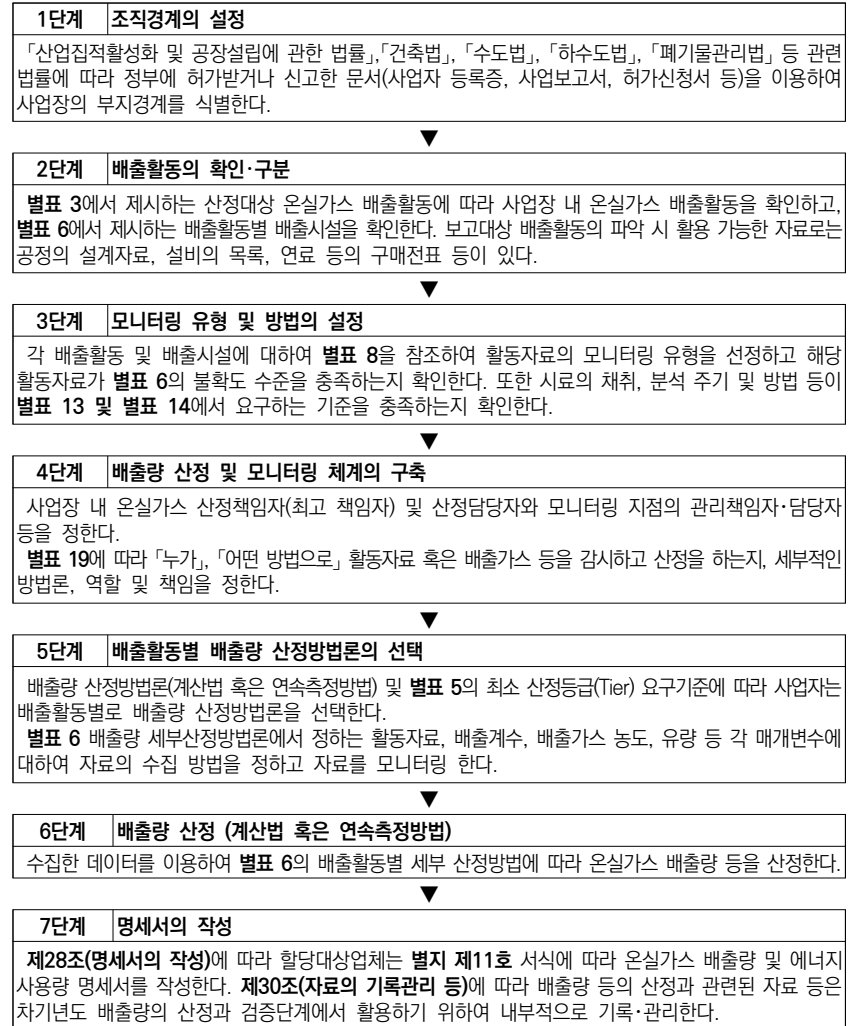 1단계 조직경계의 설정
「산업집적활성화 및 공장설립에 관한 법률」,「건축법」, 「수도법」, 「하수도법」, 「폐기물관리법」 등 관련
법률에 따라 정부에 허가받거나 신고한 문서(사업자 등록증, 사업보고서, 허가신청서 등)을 이용하여
사업장의 부지경계를 식별한다.
▼
2단계 배출활동의 확인·구분
별표 3에서 제시하는 산정대상 온실가스 배출활동에 따라 사업장 내 온실가스 배출활동을 확인하고,
별표 6에서 제시하는 배출활동별 배출시설을 확인한다. 보고대상 배출활동의 파악 시 활용 가능한 자료로는
공정의 설계자료, 설비의 목록, 연료 등의 구매전표 등이 있다.
▼
3단계 모니터링 유형 및 방법의 설정
각 배출활동 및 배출시설에 대하여 별표 8을 참조하여 활동자료의 모니터링 유형을 선정하고 해당
활동자료가 별표 6의 불확도 수준을 충족하는지 확인한다. 또한 시료의 채취, 분석 주기 및 방법 등이
별표 13 및 별표 14에서 요구하는 기준을 충족하는지 확인한다.
▼
4단계 배출량 산정 및 모니터링 체계의 구축
사업장 내 온실가스 산정책임자(최고 책임자) 및 산정담당자와 모니터링 지점의 관리책임자·담당자
등을 정한다.
별표 19에 따라 「누가」, 「어떤 방법으로」 활동자료 혹은 배출가스 등을 감시하고 산정을 하는지, 세부적인
방법론, 역할 및 책임을 정한다.
▼
5단계 배출활동별 배출량 산정방법론의 선택
배출량 산정방법론(계산법 혹은 연속측정방법) 및 별표 5의 최소 산정등급(Tier) 요구기준에 따라 사업자는
배출활동별로 배출량 산정방법론을 선택한다.
별표 6 배출량 세부산정방법론에서 정하는 활동자료, 배출계수, 배출가스 농도, 유량 등 각 매개변수에
대하여 자료의 수집 방법을 정하고 자료를 모니터링 한다.
▼
6단계 배출량 산정 (계산법 혹은 연속측정방법)
수집한 데이터를 이용하여 별표 6의 배출활동별 세부 산정방법에 따라 온실가스 배출량 등을 산정한다.
▼
7단계 명세서의 작성
제28조(명세서의 작성)에 따라 할당대상업체는 별지 제11호 서식에 따라 온실가스 배출량 및 에너지
사용량 명세서를 작성한다. 제30조(자료의 기록관리 등)에 따라 배출량 등의 산정과 관련된 자료 등은
차기년도 배출량의 산정과 검증단계에서 활용하기 위하여 내부적으로 기록·관리한다.